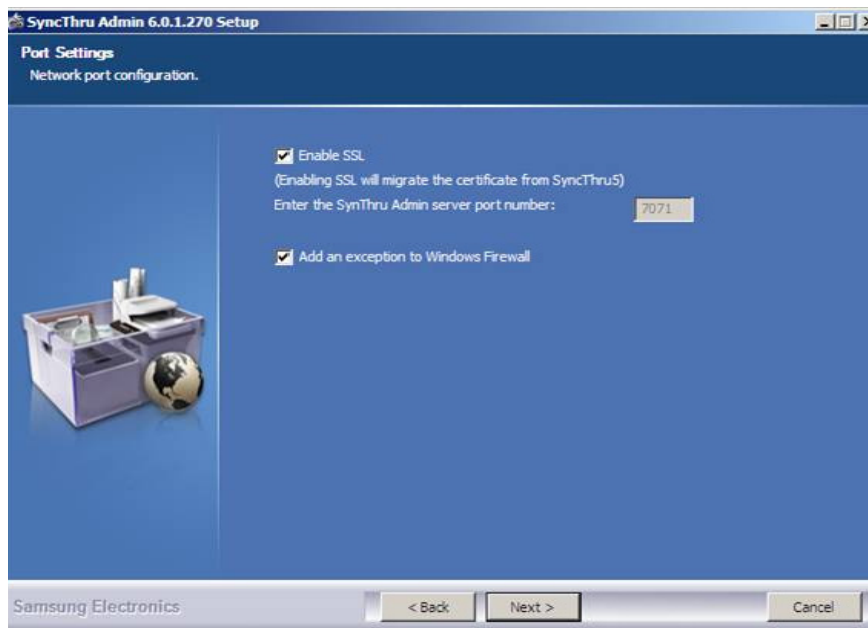 SyncThru Admin 6.0.1.270 Setup
Port Settings
Network port configuration.
Enable SSL
(Enabling SSL will migrate the certificate from SyncThru5)
Enter the SynThru Admin server port number:
7071
Add an exception to Windows Firewall
Samsung Electronics
< Back
Next >
Cancel